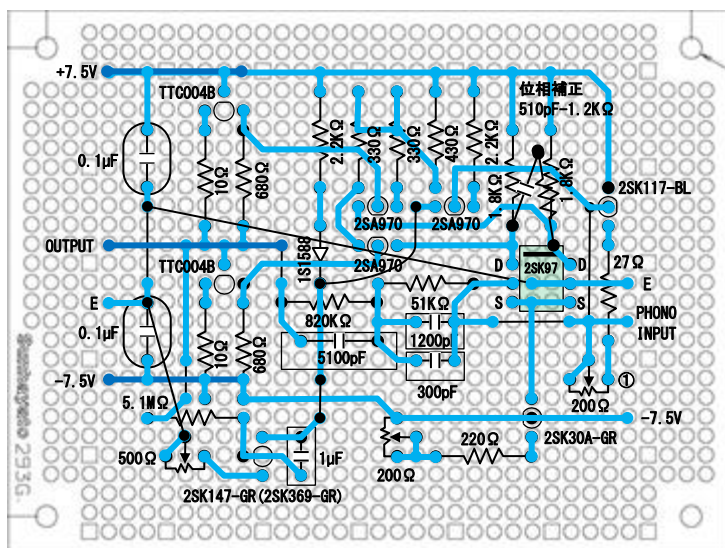 +7.5V
TTC004B
位相補正
510pF-1.2KΩ
0.1μF
10Ω
680Ω
2.2KΩ
330Ω
330Ω
430Ω
2.2KΩ
1.8KΩ
1.8KΩ
2SK117-BL
2SA970
2SA970
OUTPUT
1S1588
2SA970
2SK97
27Ω
TTC004B
D
D
E
E
S
S
51KΩ
PHONO
INPUT
0.1μF
820KΩ
1200pF
10Ω
680Ω
5100pF
300pF
-7.5V
①
200Ω
5.1MΩ
-7.5V
500Ω
1μF
220Ω
2SK30A-GR
200Ω
2SK147-GR(2SK369-GR)
293G